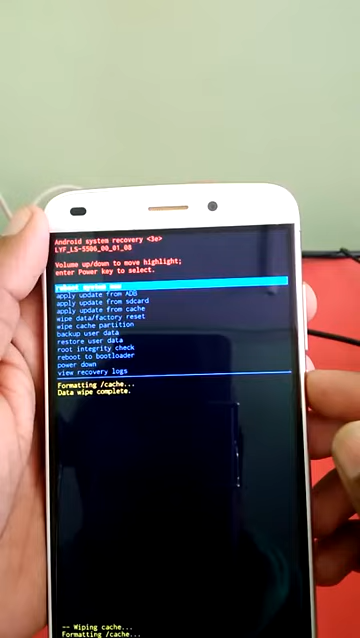 Android system recovery <3e>
LYF_LS-5506_00_01_08
Volume up/down to move highlight;
enter Power key to select.
reboot system now
apply update from ADB
apply update from sdcard
apply update from cache
wipe data/factory reset
wipe cache partition
backup user data
restore user data
root integrity check
reboot to bootloader
power down
view recovery logs
Formatting /cache...
Data wipe complete.
-- Wiping cache...
Formatting /cache...